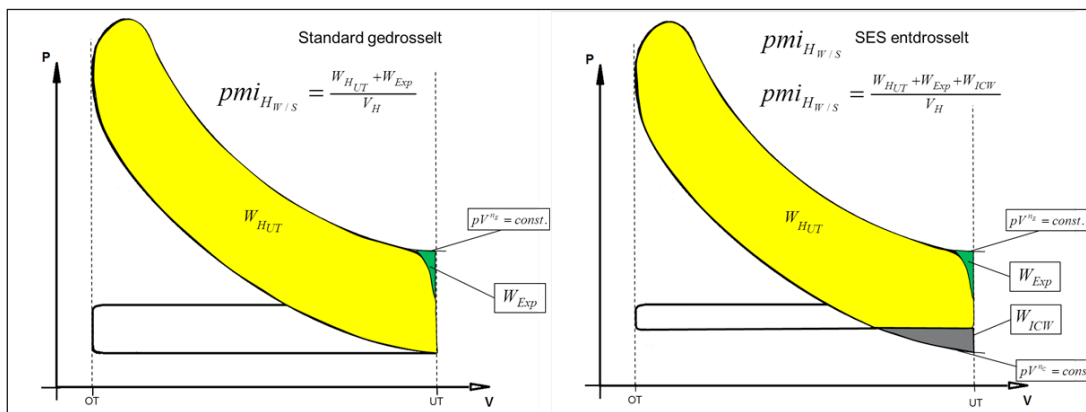 Standard gedrosselt
P
pmi_{H_{W/S}} = \frac{W_{H_{UT}} + W_{Exp}}{V_H}
W_{H_{UT}}
pV^{n_E} = const.
W_{Exp}
OT
UT
V
SES entdrosselt
P
pmi_{H_{W/S}}
pmi_{H_{W/S}} = \frac{W_{H_{UT}} + W_{Exp} + W_{ICW}}{V_H}
W_{H_{UT}}
pV^{n_E} = const.
W_{Exp}
W_{ICW}
pV^{n_C} = cons
OT
UT
V